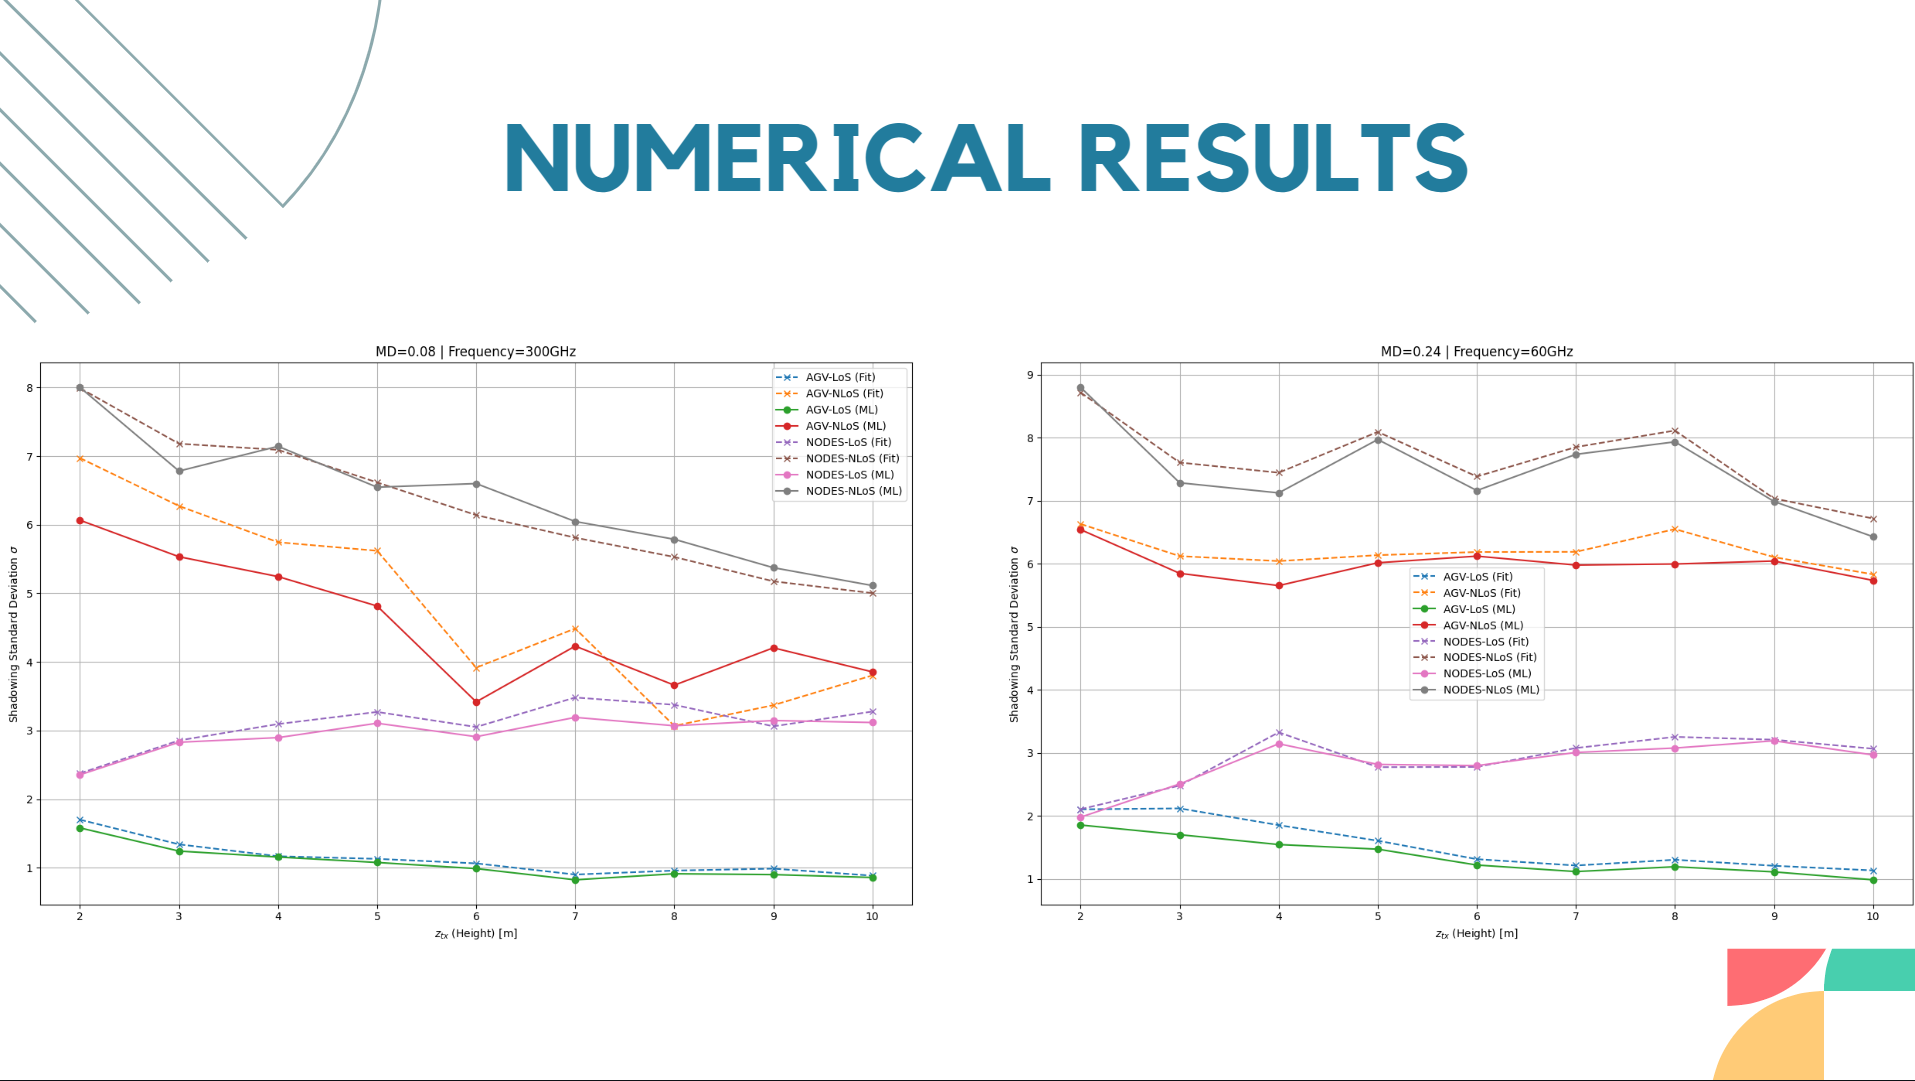 NUMERICAL RESULTS
MD=0.08 | Frequency=300GHz
8
7
6
5
4
3
2
1
Shadowing Standard Deviation σ
AGV-LoS (Fit)
AGV-NLoS (Fit)
AGV-LoS (ML)
AGV-NLoS (ML)
NODES-LoS (Fit)
NODES-NLoS (Fit)
NODES-LoS (ML)
NODES-NLoS (ML)
2 3 4 5 6 7 8 9 10
z_tx (Height) [m]
MD=0.24 | Frequency=60GHz
9
8
7
6
5
4
3
2
1
Shadowing Standard Deviation σ
AGV-LoS (Fit)
AGV-NLoS (Fit)
AGV-LoS (ML)
AGV-NLoS (ML)
NODES-LoS (Fit)
NODES-NLoS (Fit)
NODES-LoS (ML)
NODES-NLoS (ML)
2 3 4 5 6 7 8 9 10
z_tx (Height) [m]